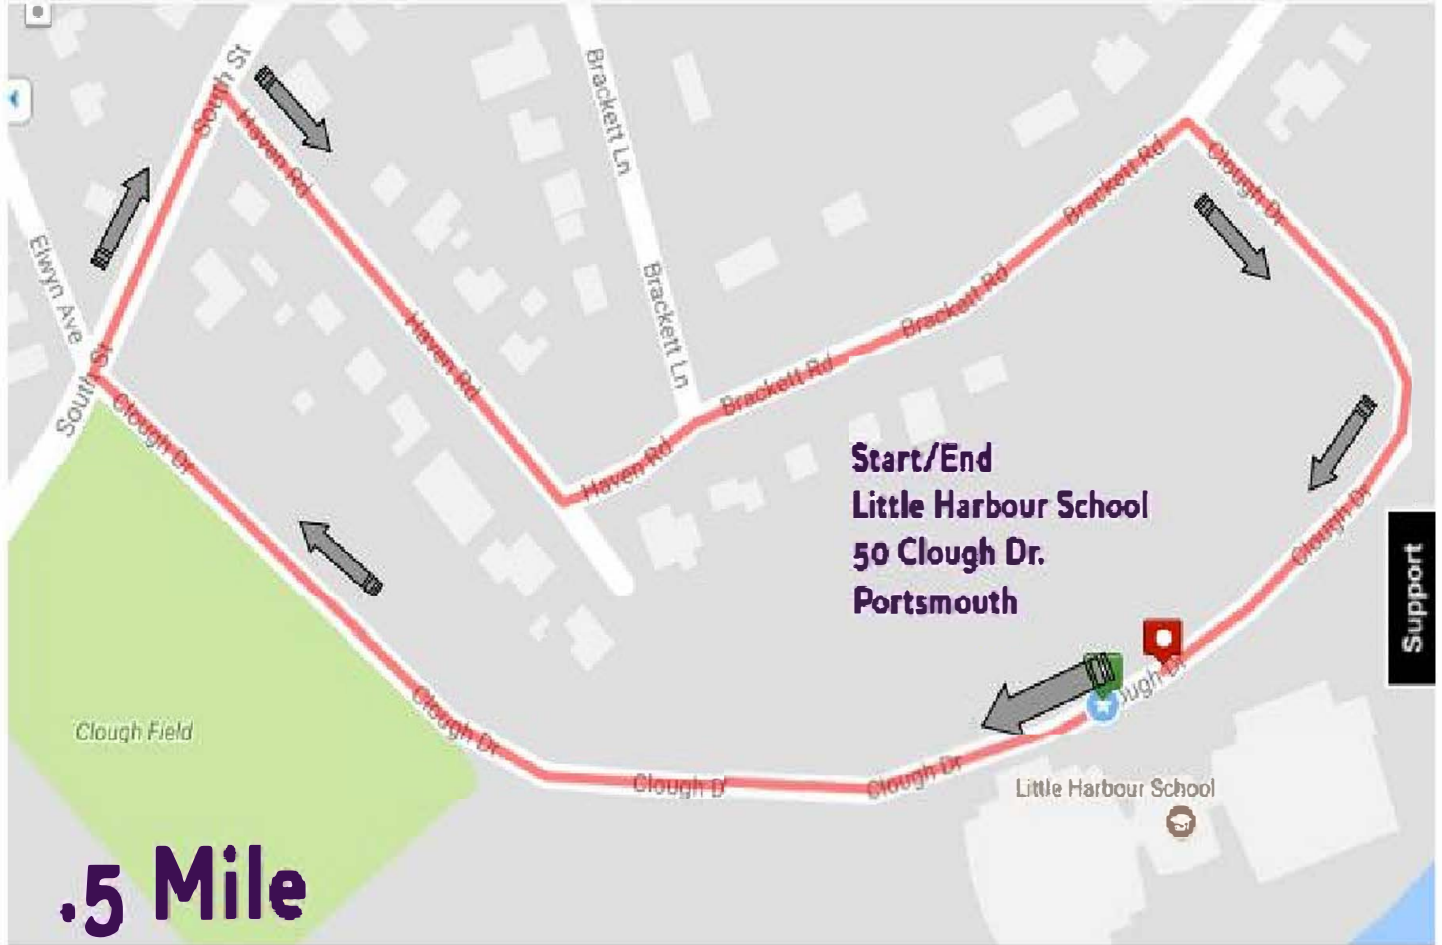 South St
Haven Rd
Brackett Ln
Brackett Rd
Clough Dr
Elwyn Ave
Brackett Ln
Brackett Rd
Haven Rd
Brackett Rd
South St
Clough Dr
Haven Rd
Start/End
Little Harbour School
50 Clough Dr.
Portsmouth
Clough Dr
Support
ough Dr
Clough Field
Clough Dr
Clough D
Clough Dr
Little Harbour School
.5 Mile